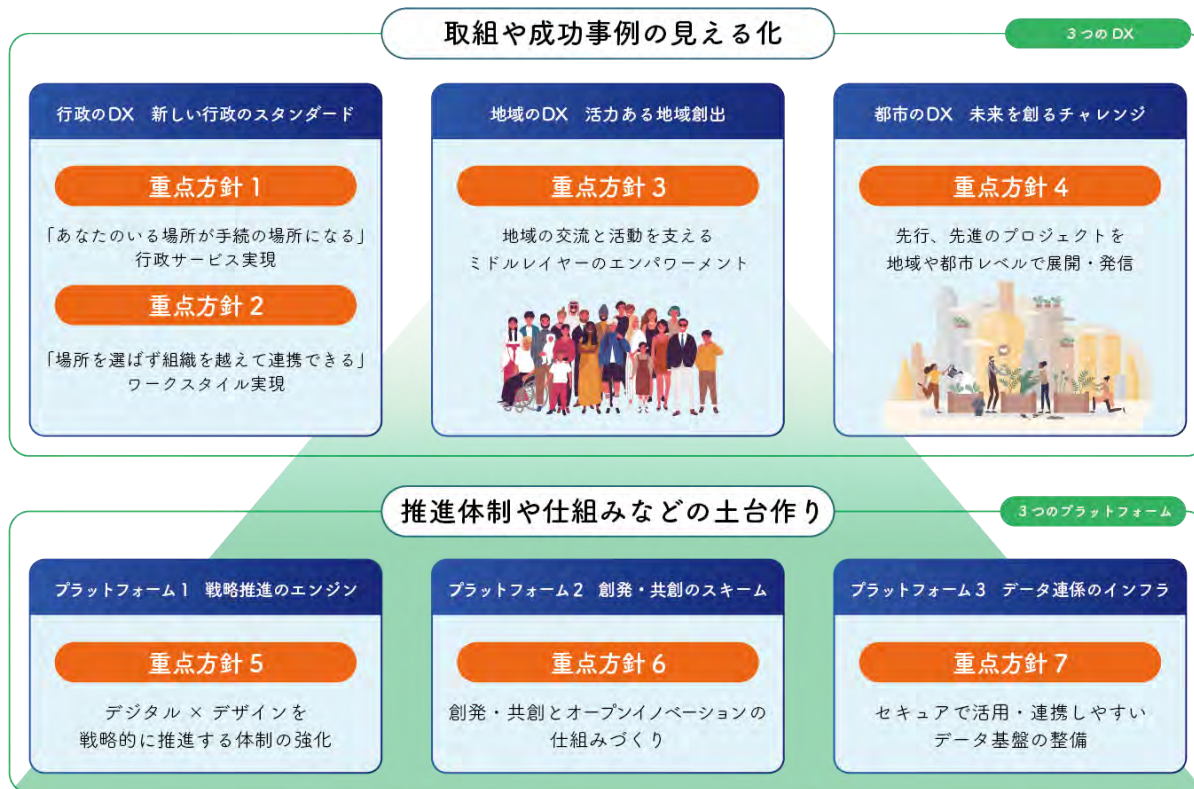 取組や成功事例の見える化
3つのDX
行政のDX 新しい行政のスタンダード
重点方針1
「あなたのいる場所が手続の場所になる」
行政サービス実現
重点方針2
「場所を選ばず組織を越えて連携できる」
ワークスタイル実現
地域のDX 活力ある地域創出
重点方針3
地域の交流と活動を支える
ミドルレイヤーのエンパワーメント
都市のDX 未来を創るチャレンジ
重点方針4
先行、先進のプロジェクトを
地域や都市レベルで展開・発信
推進体制や仕組みなどの土台作り
3つのプラットフォーム
プラットフォーム1 戦略推進のエンジン
重点方針5
デジタル × デザインを
戦略的に推進する体制の強化
プラットフォーム2 創発・共創のスキーム
重点方針6
創発・共創とオープンイノベーションの
仕組みづくり
プラットフォーム3 データ連係のインフラ
重点方針7
セキュアで活用・連携しやすい
データ基盤の整備